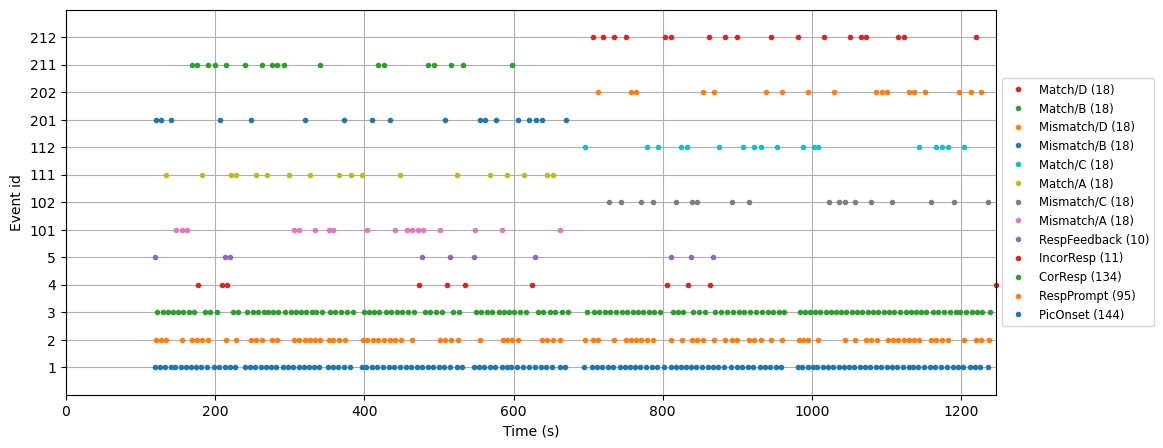 212
211
202
201
112
111
102
101
5
4
3
2
1
Event id
0 200 400 600 800 1000 1200
Time (s)
Match/D (18)
Match/B (18)
Mismatch/D (18)
Mismatch/B (18)
Match/C (18)
Match/A (18)
Mismatch/C (18)
Mismatch/A (18)
RespFeedback (10)
IncorResp (11)
CorResp (134)
RespPrompt (95)
PicOnset (144)